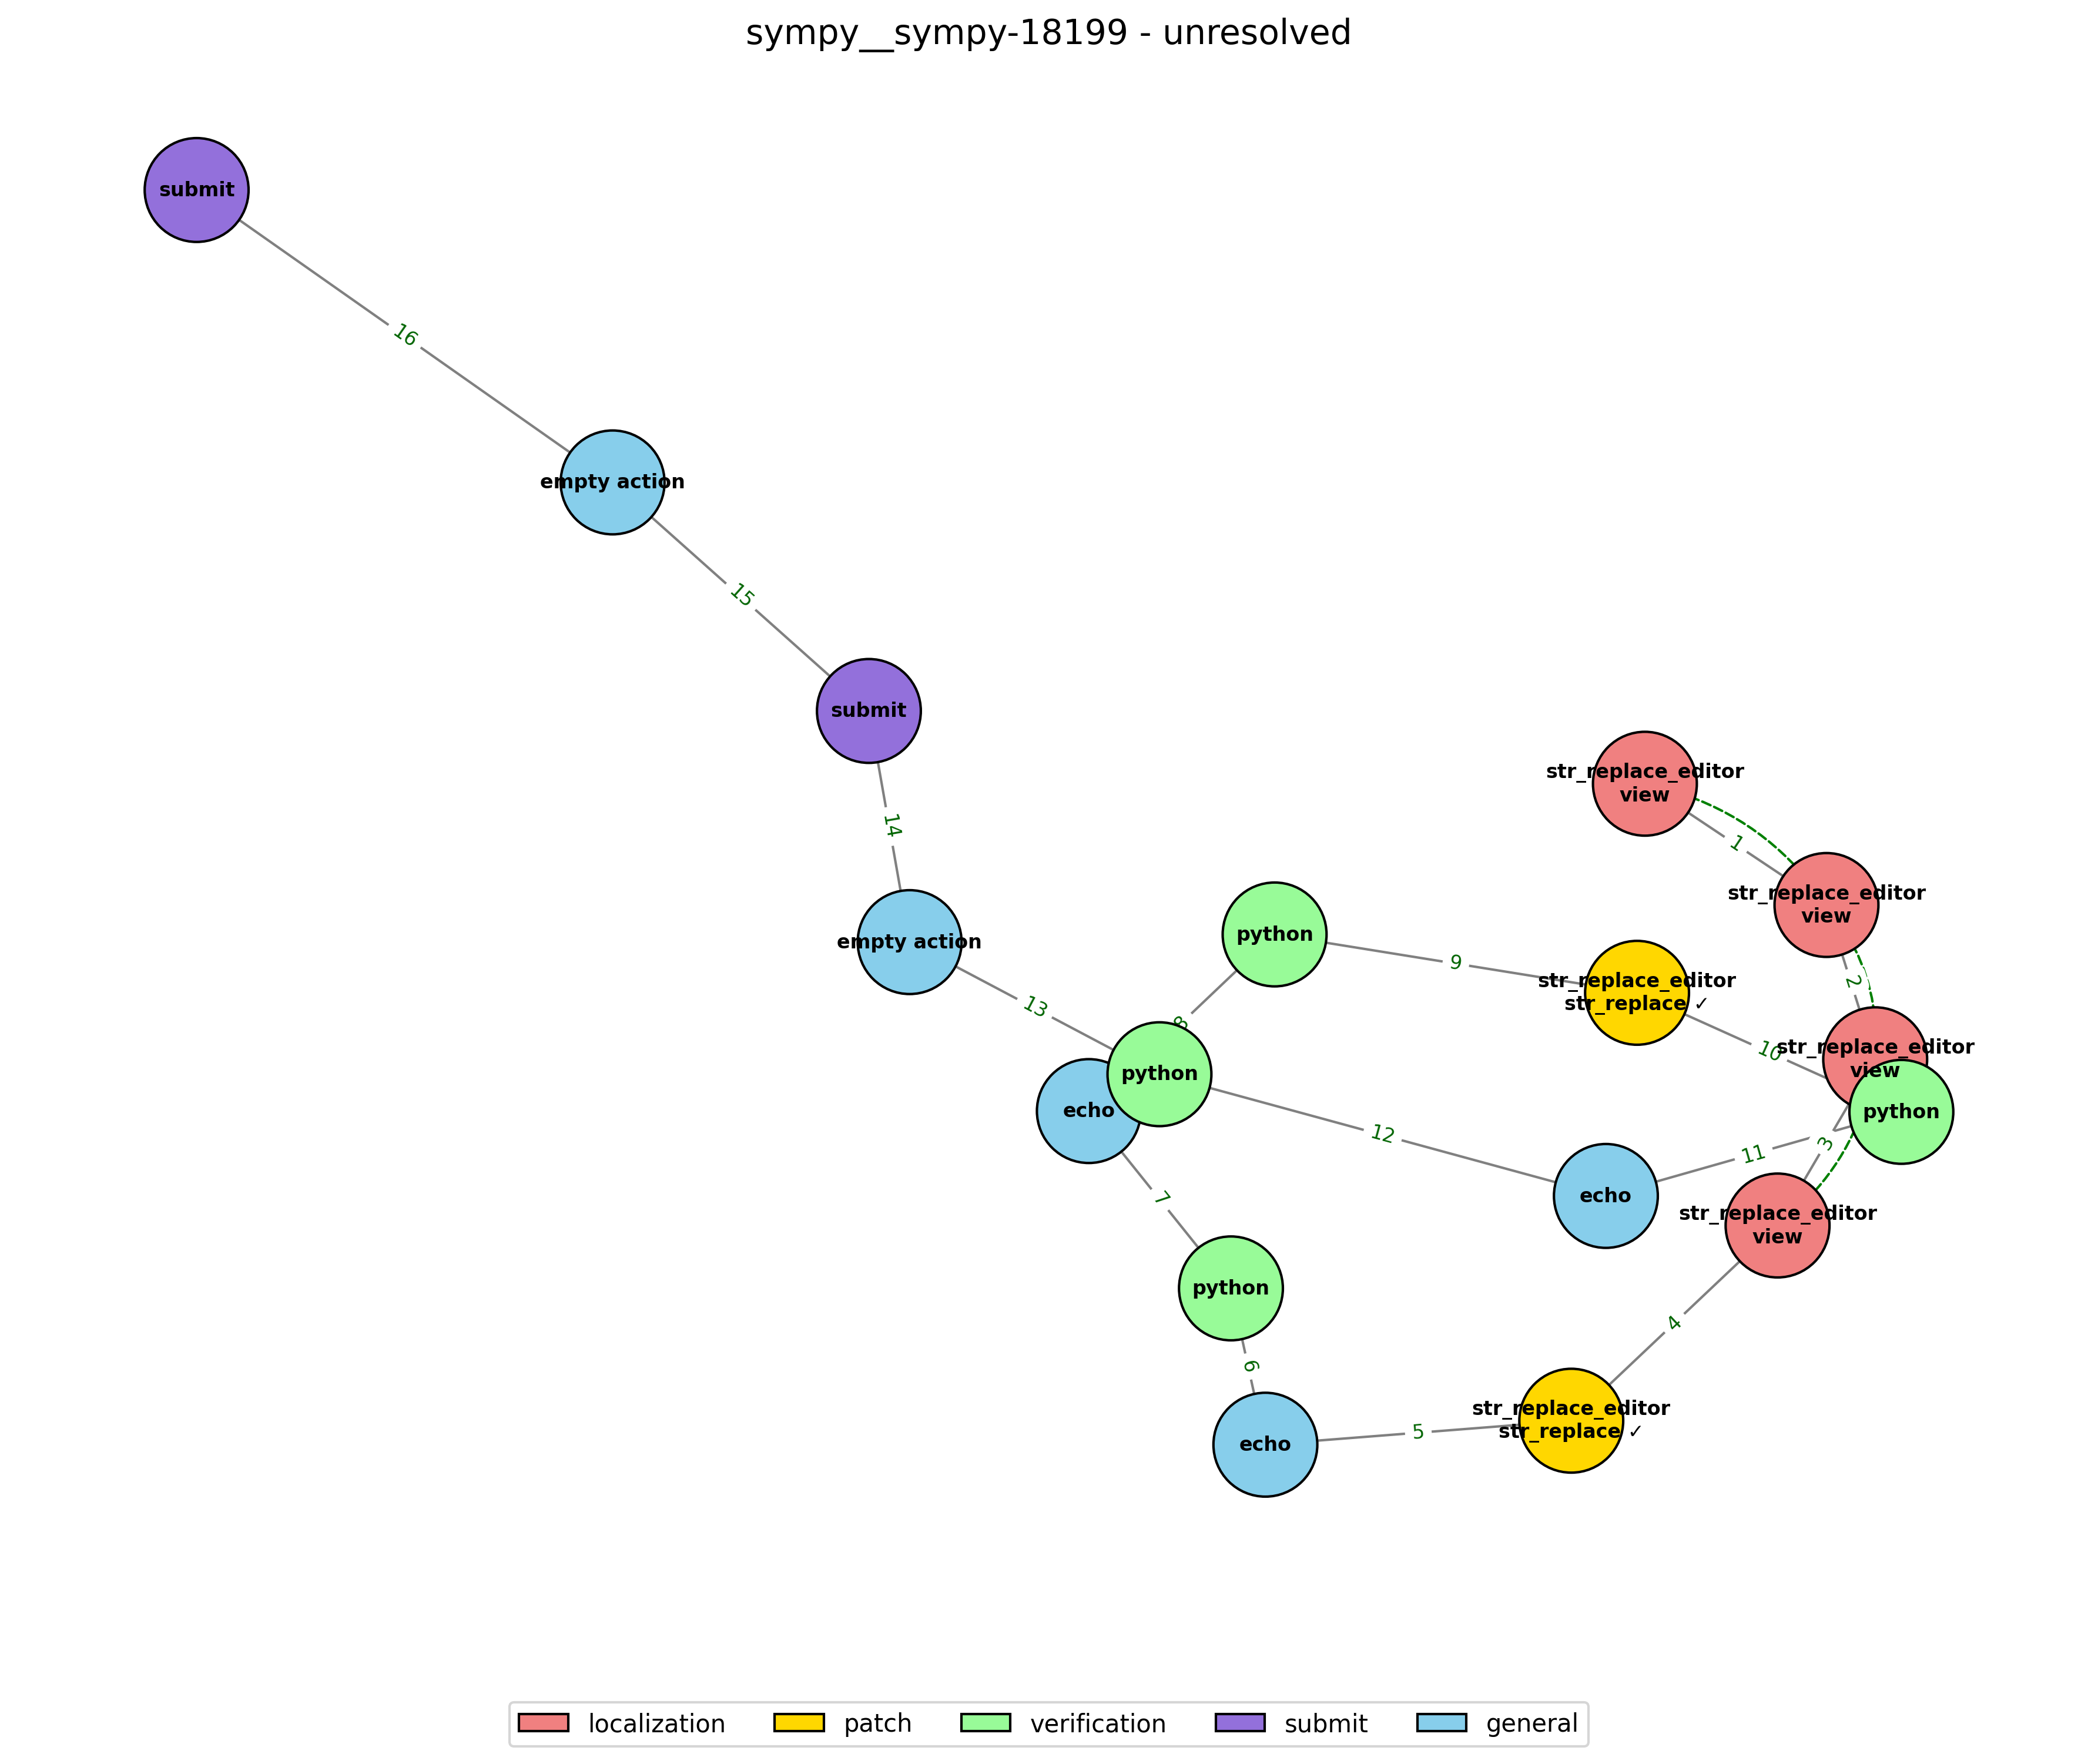 sympy__sympy-18199 - unresolved
submit
16
empty action
15
submit
14
empty action
13
str_replace_editor
view
1
str_replace_editor
view
2
python
9
str_replace_editor
str_replace ✓
10
str_replace_editor
view
8
python
echo
12
python
11
3
echo
str_replace_editor
view
7
python
6
4
echo
5
str_replace_editor
str_replace ✓
localization
patch
verification
submit
general